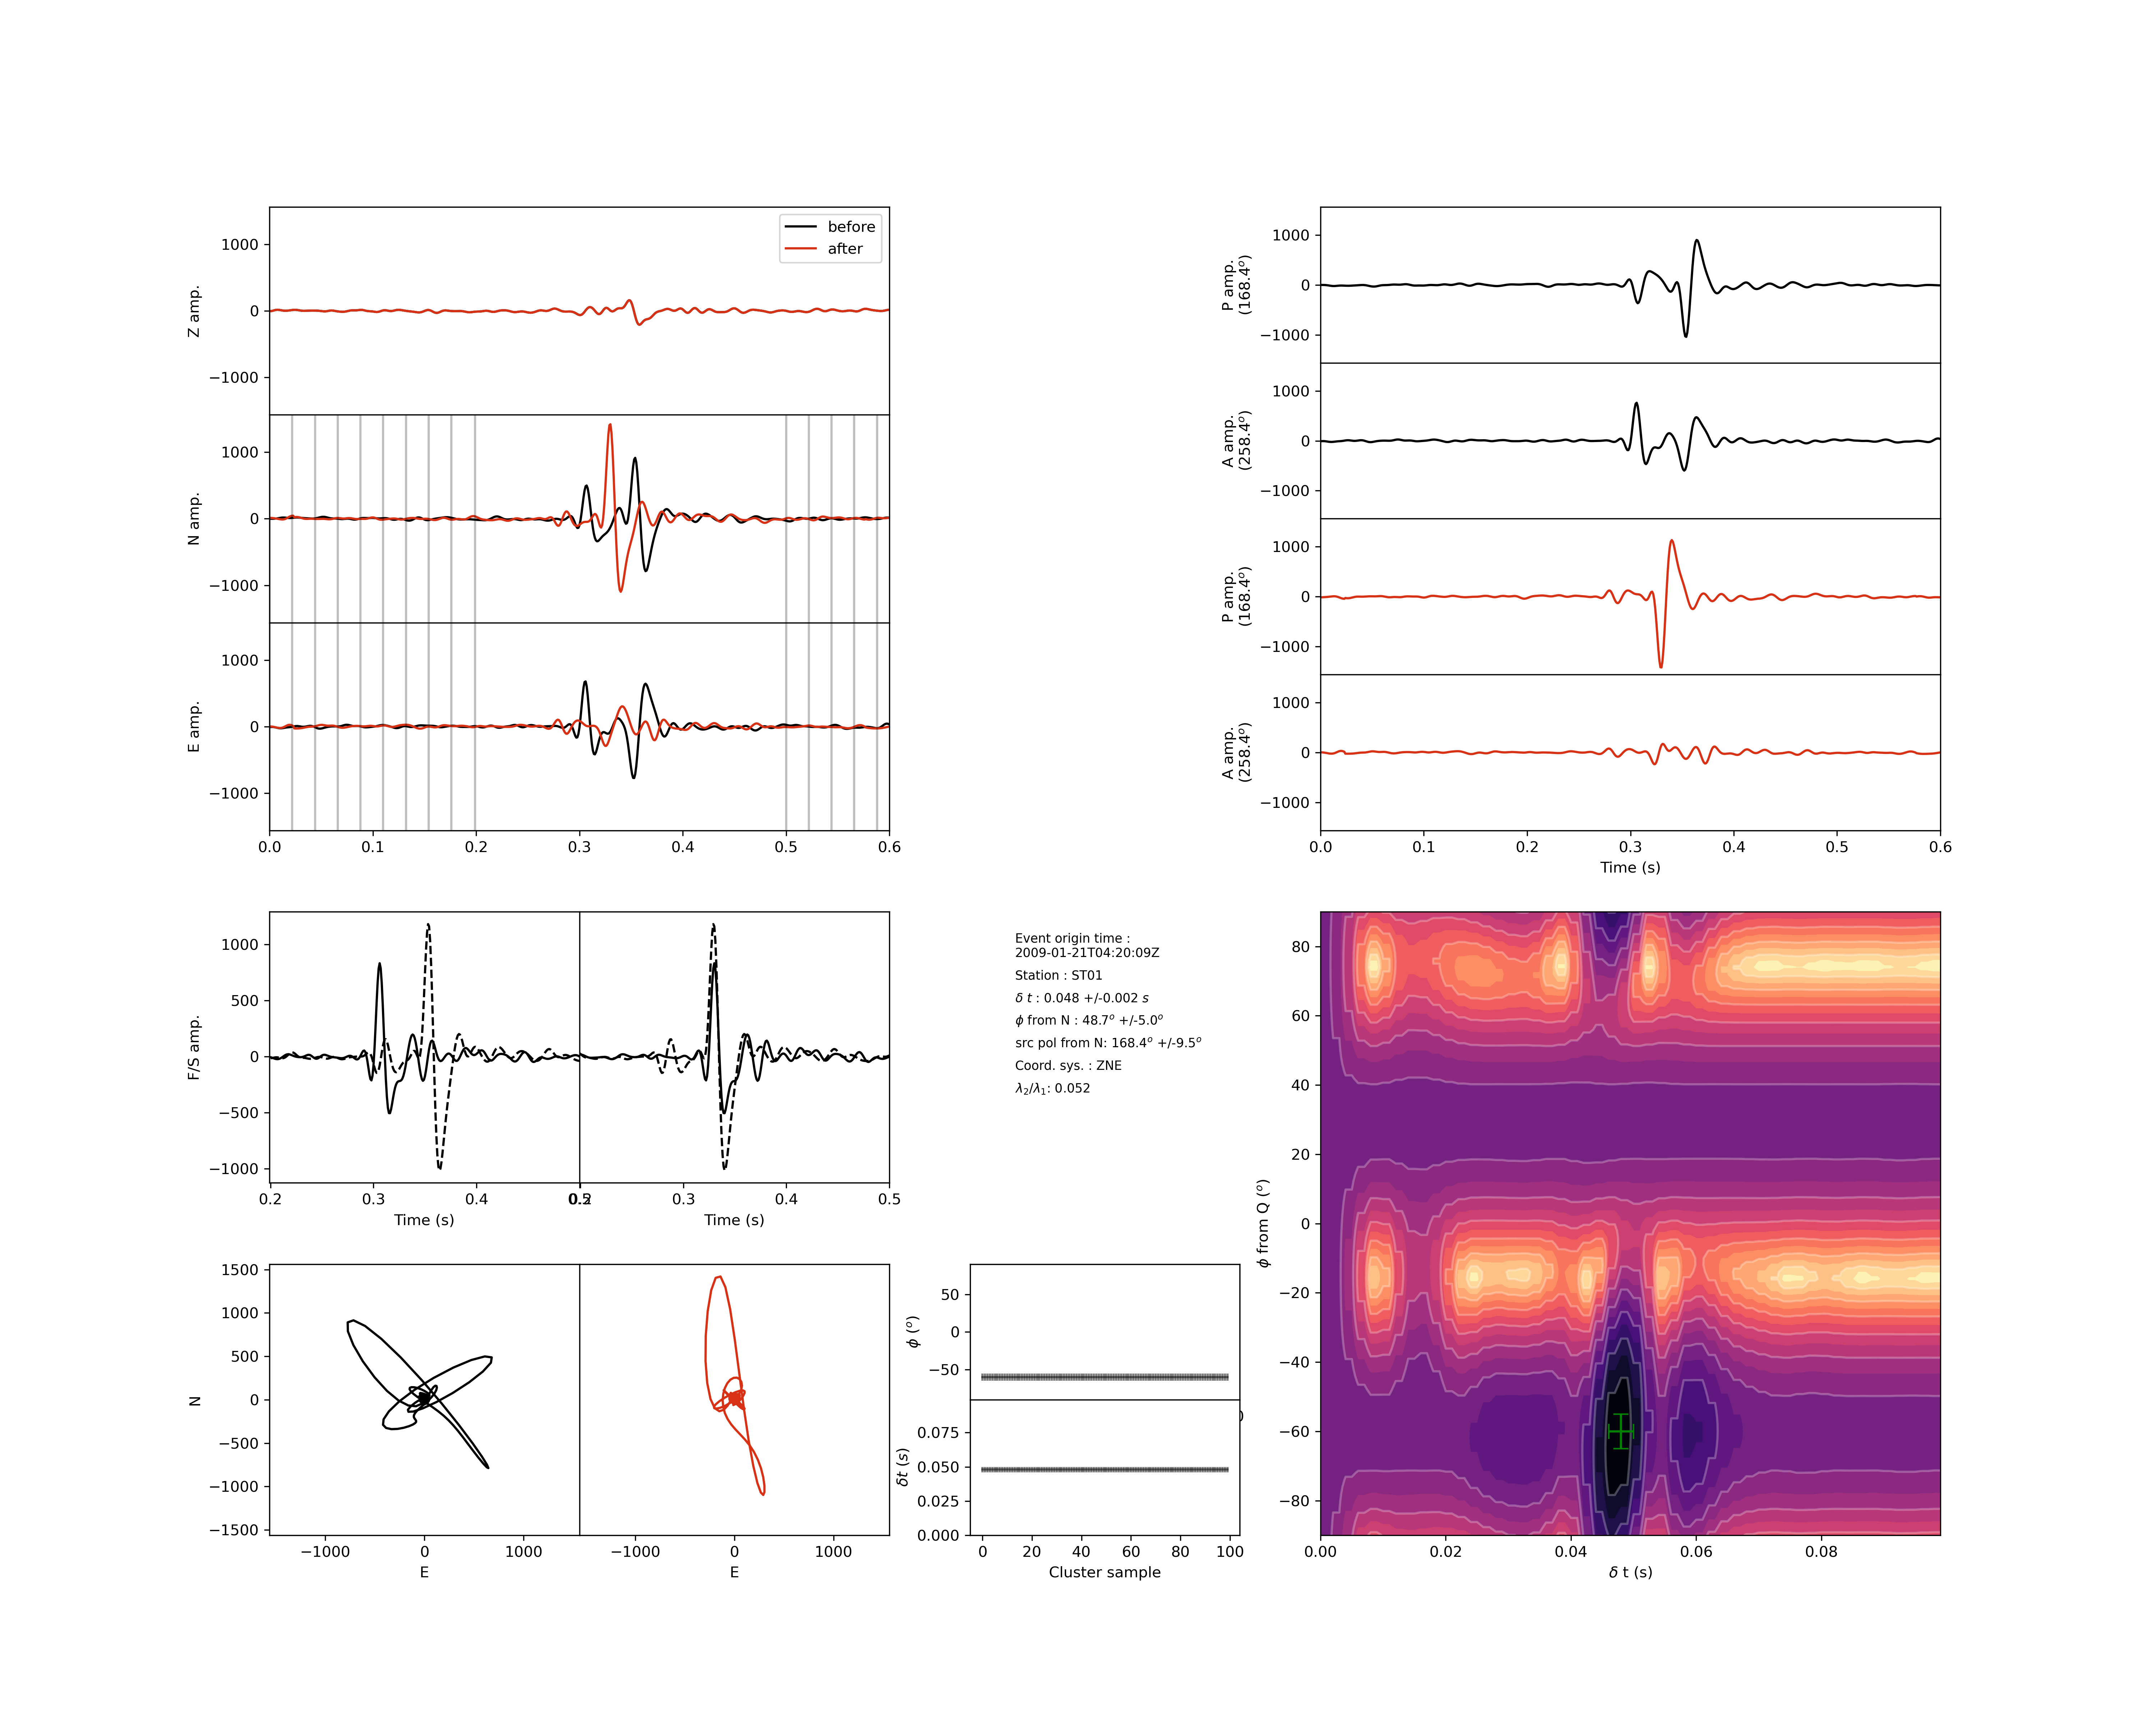 before
after
1000
0
−1000
Z amp.
1000
0
−1000
N amp.
1000
0
−1000
E amp.
0.0 0.1 0.2 0.3 0.4 0.5 0.6
1000
0
−1000
P amp.
(168.4°)
1000
0
−1000
A amp.
(258.4°)
1000
0
−1000
P amp.
(168.4°)
1000
0
−1000
A amp.
(258.4°)
0.0 0.1 0.2 0.3 0.4 0.5 0.6
Time (s)
1000
500
0
−500
−1000
F/S amp.
0.2 0.3 0.4 0.5
Time (s)
0.2 0.3 0.4 0.5
Time (s)
Event origin time :
2009-01-21T04:20:09Z
Station : ST01
δ t : 0.048 +/-0.002 s
ϕ from N : 48.7° +/-5.0°
src pol from N: 168.4° +/-9.5°
Coord. sys. : ZNE
λ₂/λ₁: 0.052
1500
1000
500
0
−500
−1000
−1500
N
−1000 0 1000
E
−1000 0 1000
E
50
0
−50
ϕ (°)
0.075
0.050
0.025
0.000
δt (s)
0 20 40 60 80 100
Cluster sample
80
60
40
20
0
−20
−40
−60
−80
ϕ from Q (°)
0.00 0.02 0.04 0.06 0.08
δ t (s)